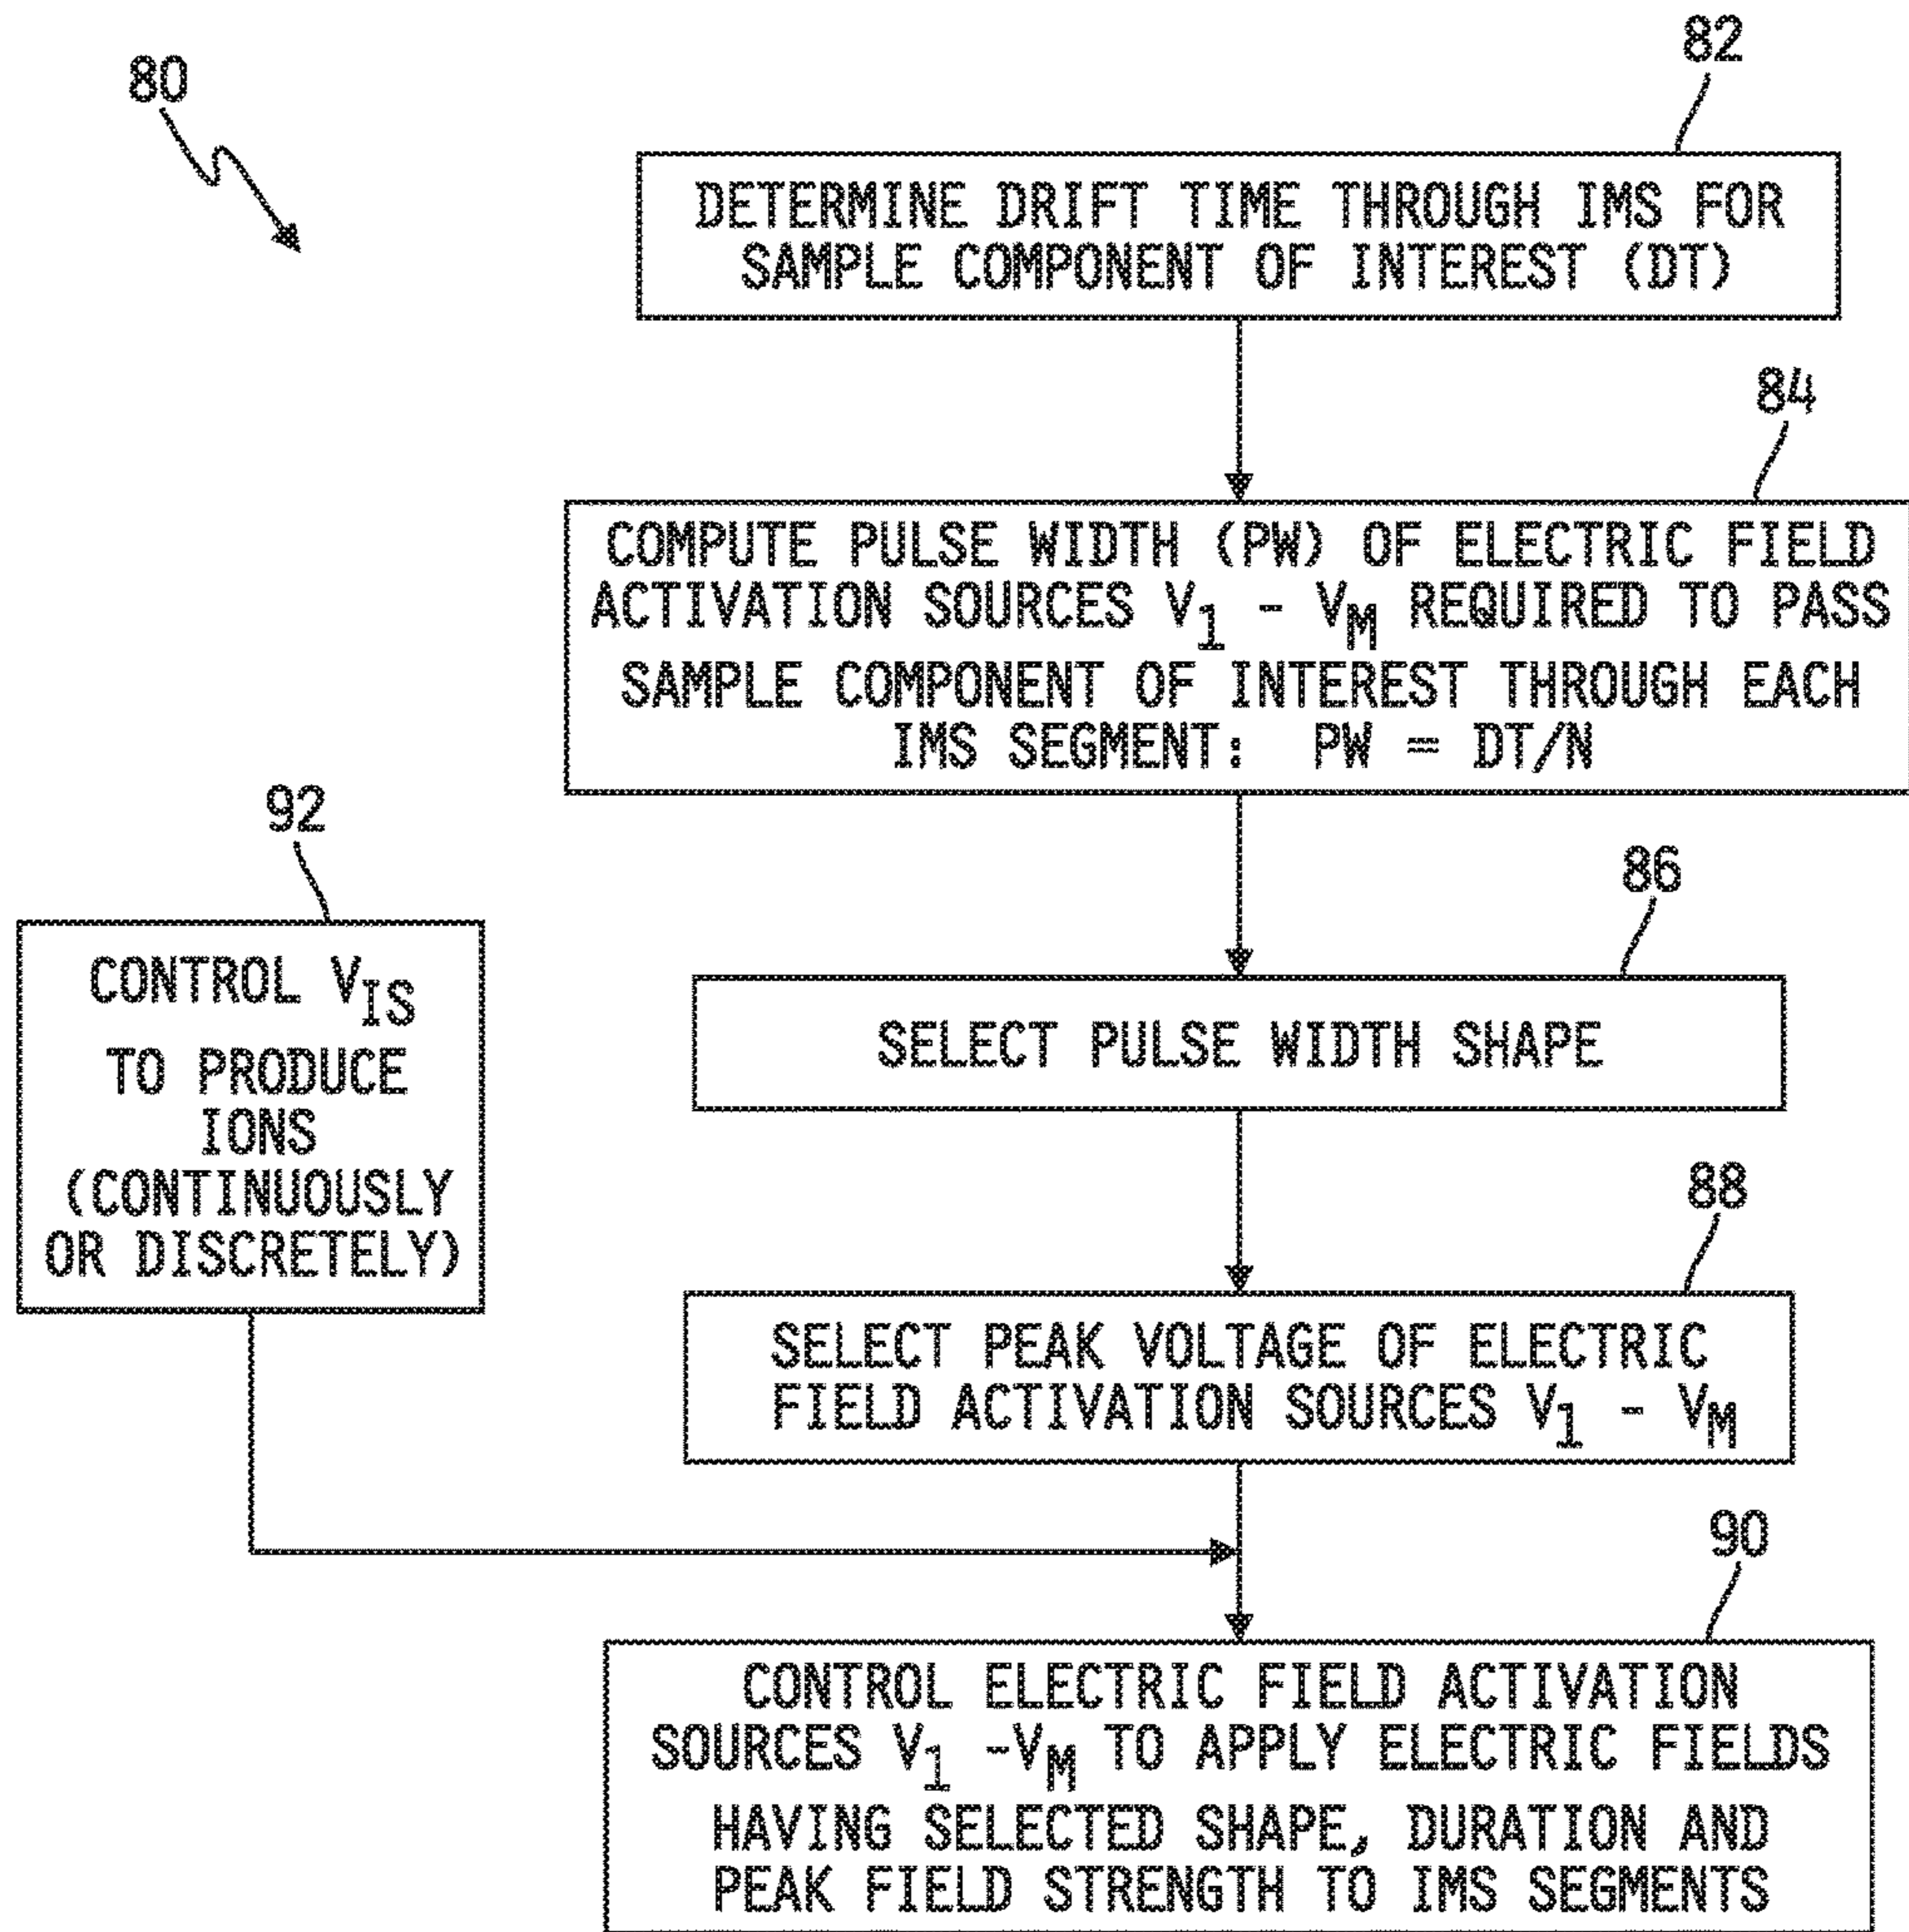 80
82
DETERMINE DRIFT TIME THROUGH IMS FOR
SAMPLE COMPONENT OF INTEREST (DT)
84
COMPUTE PULSE WIDTH (PW) OF ELECTRIC FIELD
ACTIVATION SOURCES V1 - VM REQUIRED TO PASS
SAMPLE COMPONENT OF INTEREST THROUGH EACH
IMS SEGMENT: PW = DT/N
86
SELECT PULSE WIDTH SHAPE
88
SELECT PEAK VOLTAGE OF ELECTRIC
FIELD ACTIVATION SOURCES V1 - VM
92
CONTROL VIS
TO PRODUCE
IONS
(CONTINUOUSLY
OR DISCRETELY)
90
CONTROL ELECTRIC FIELD ACTIVATION
SOURCES V1 -VM TO APPLY ELECTRIC FIELDS
HAVING SELECTED SHAPE, DURATION AND
PEAK FIELD STRENGTH TO IMS SEGMENTS